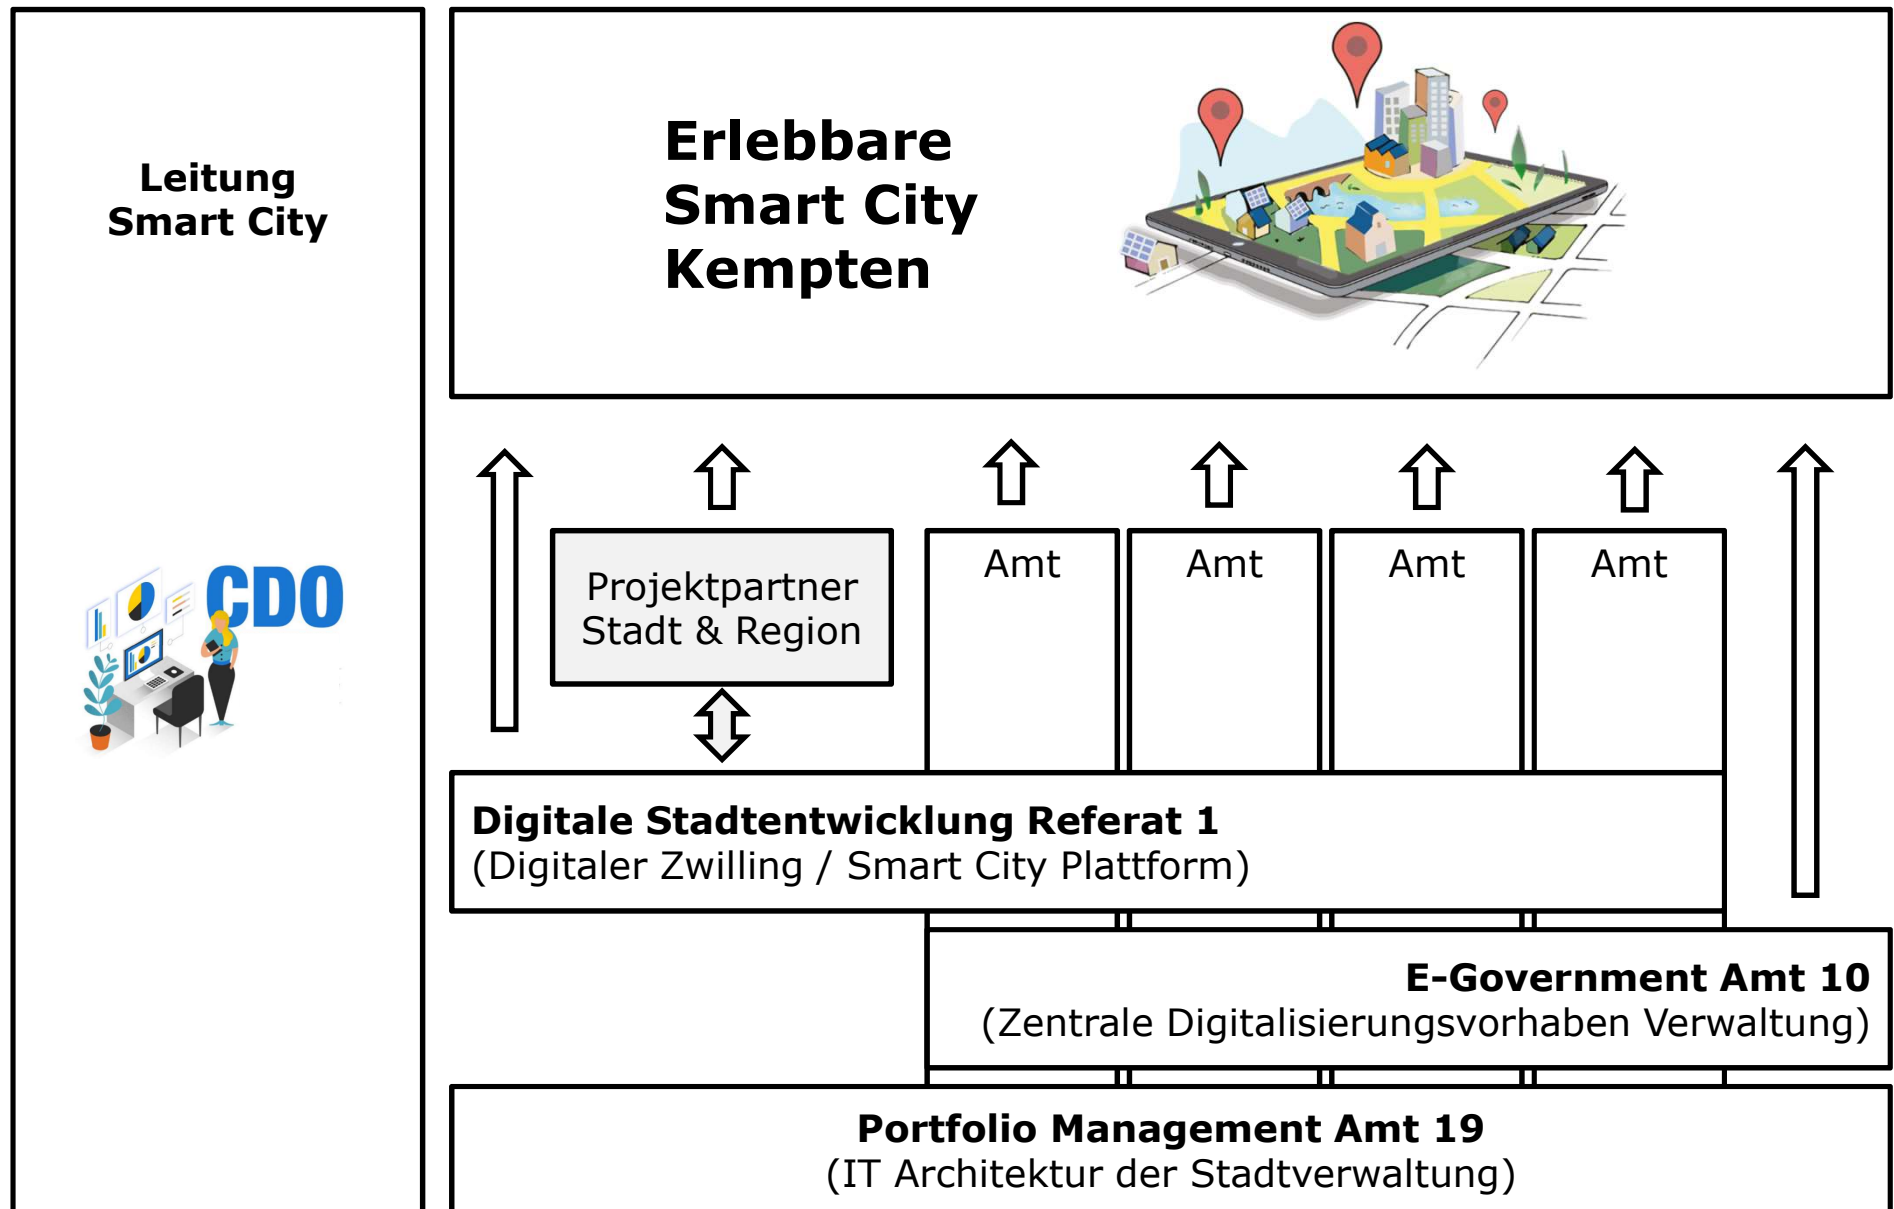 Leitung
Smart City
CDO
Erlebbare
Smart City
Kempten
Projektpartner
Stadt & Region
Amt
Amt
Amt
Amt
Digitale Stadtentwicklung Referat 1
(Digitaler Zwilling / Smart City Plattform)
E-Government Amt 10
(Zentrale Digitalisierungsvorhaben Verwaltung)
Portfolio Management Amt 19
(IT Architektur der Stadtverwaltung)